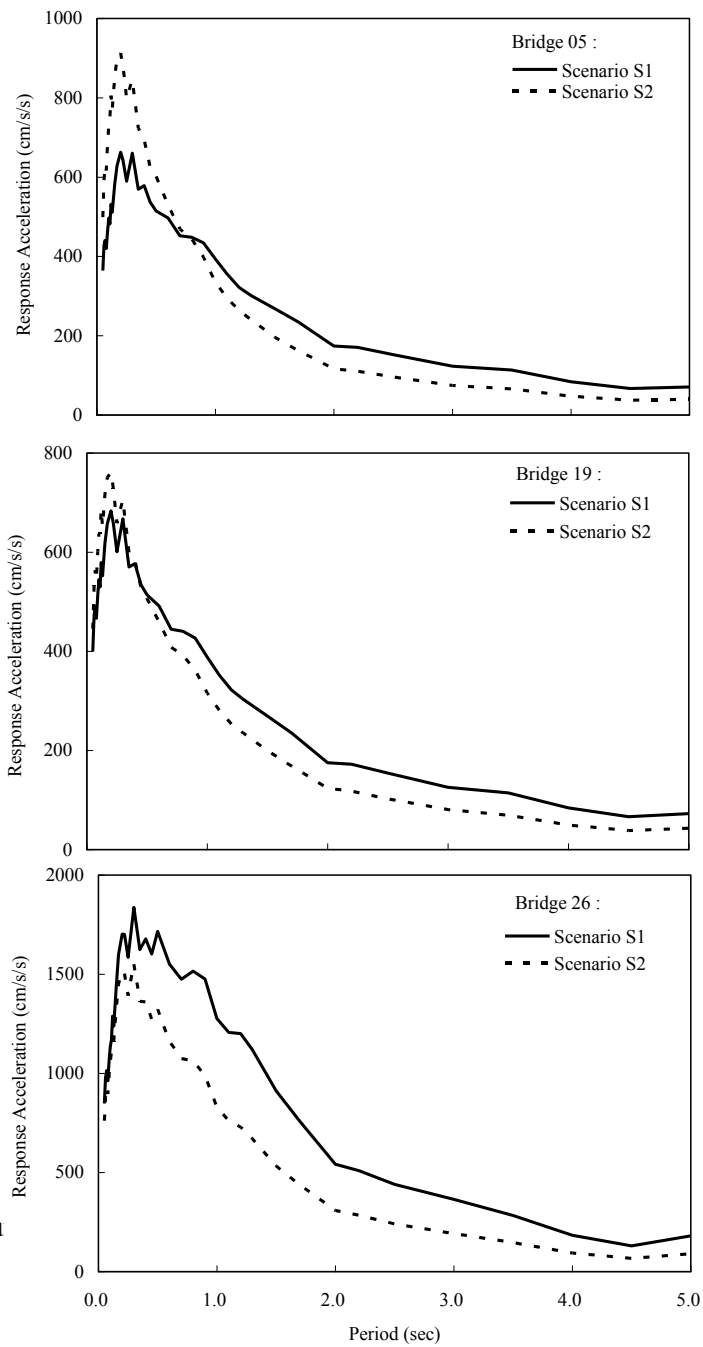 1000
800
600
400
200
0
Response Acceleration (cm/s/s)
Bridge 05 :
Scenario S1
Scenario S2
800
600
400
200
0
Response Acceleration (cm/s/s)
Bridge 19 :
Scenario S1
Scenario S2
2000
1500
1000
500
0
Response Acceleration (cm/s/s)
Bridge 26 :
Scenario S1
Scenario S2
1
0.0 1.0 2.0 3.0 4.0 5.0
Period (sec)